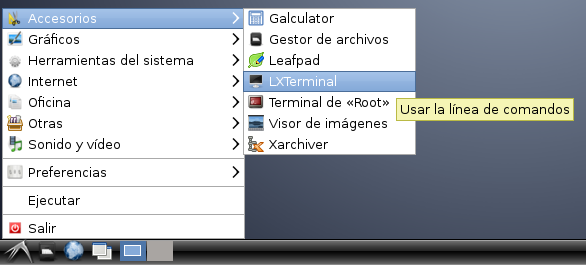 Accesorios
Gráficos
Herramientas del sistema
Internet
Oficina
Otras
Sonido y vídeo
Preferencias
Ejecutar
Salir
Galculator
Gestor de archivos
Leafpad
LXTerminal
Terminal de «Root»
Visor de imágenes
Xarchiver
Usar la línea de comandos